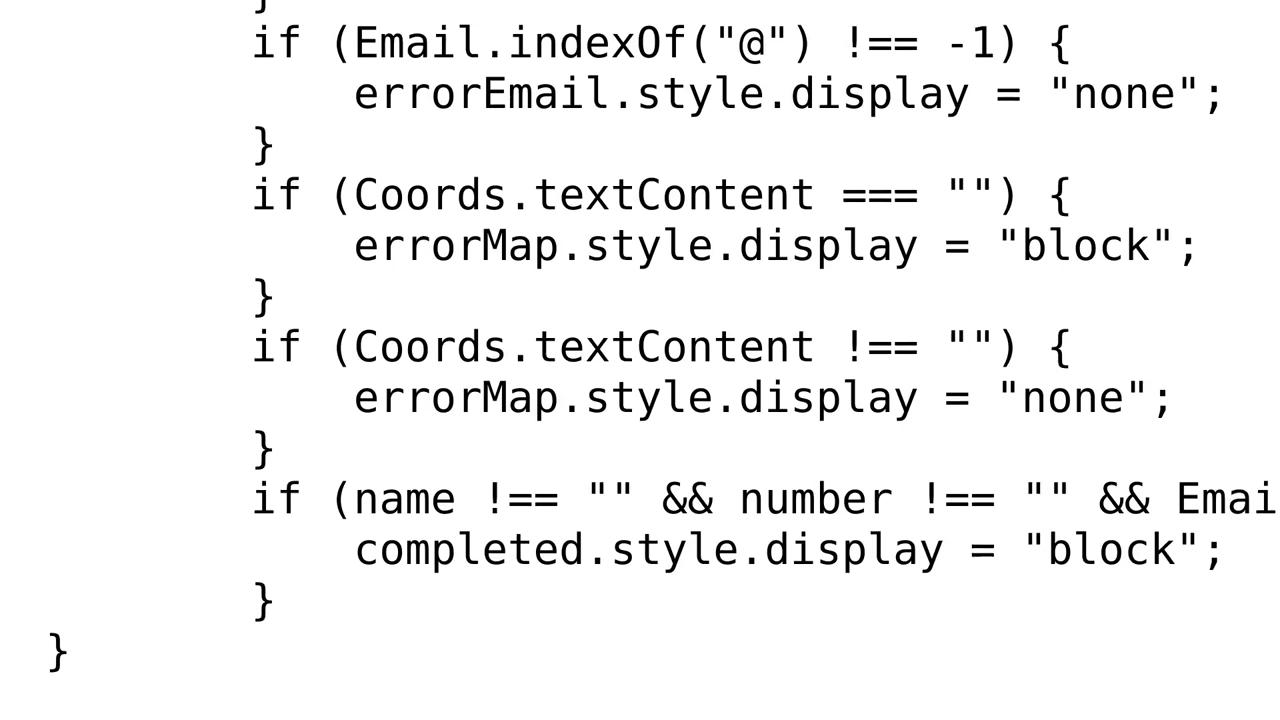 }
if (Email.indexOf("@") !== -1) {
errorEmail.style.display = "none";
}
if (Coords.textContent === "") {
errorMap.style.display = "block";
}
if (Coords.textContent !== "") {
errorMap.style.display = "none";
}
if (name !== "" && number !== "" && Emai
completed.style.display = "block";
}
}